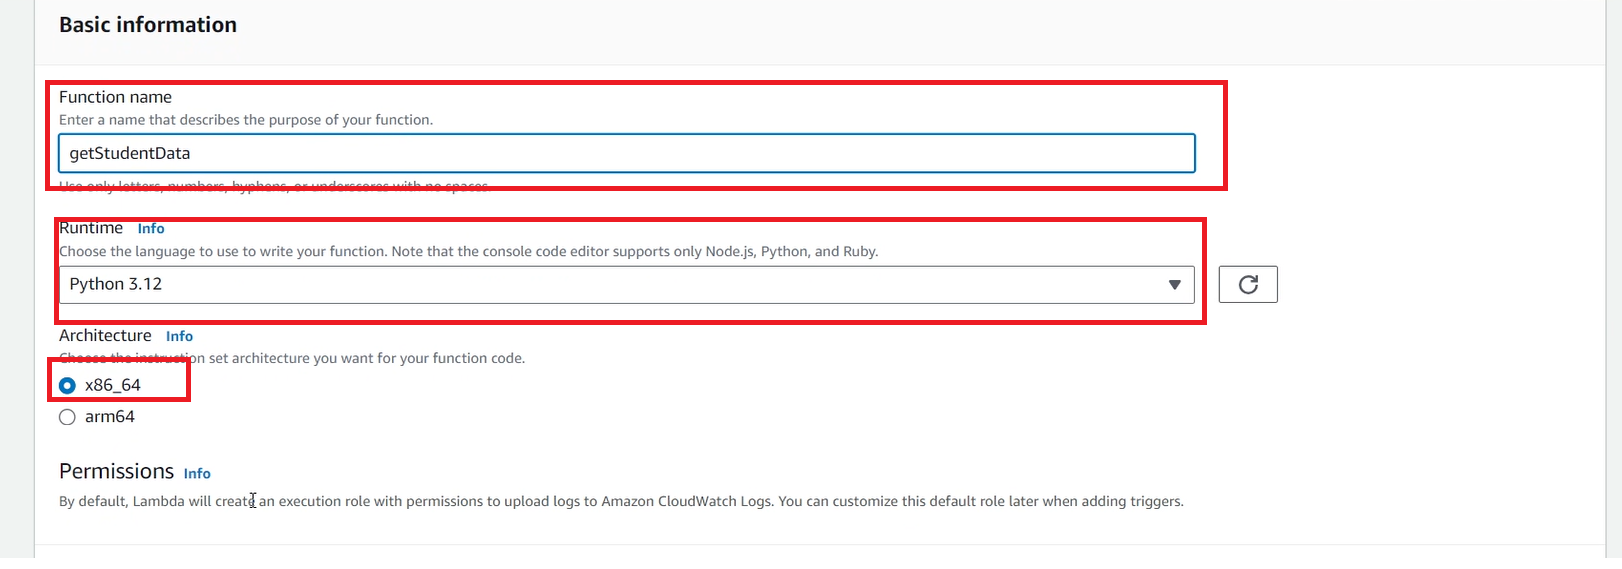 Basic information
Function name
Enter a name that describes the purpose of your function.
getStudentData
Use only letters, numbers, hyphens, or underscores with no spaces.
Runtime Info
Choose the language to use to write your function. Note that the console code editor supports only Node.js, Python, and Ruby.
Python 3.12
Architecture Info
Choose the instruction set architecture you want for your function code.
x86_64
arm64
Permissions Info
By default, Lambda will create an execution role with permissions to upload logs to Amazon CloudWatch Logs. You can customize this default role later when adding triggers.